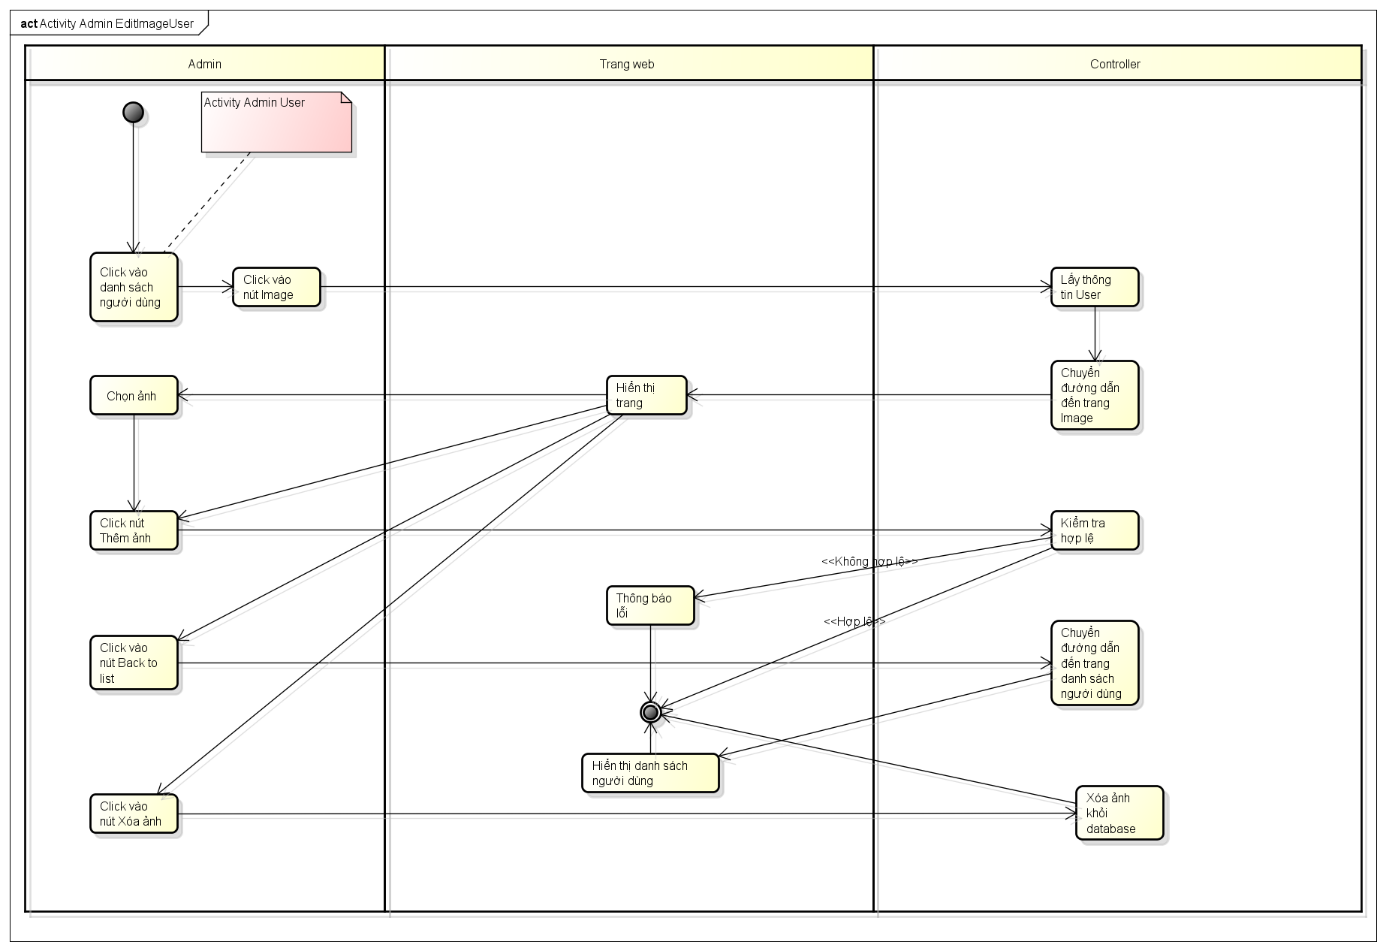 act Activity Admin EditImageUser
Admin
Trang web
Controller
Activity Admin User
Click vào
danh sách
người dùng
Click vào
nút Image
Lấy thông
tin User
Chọn ảnh
Hiển thị
trang
Chuyển
đường dẫn
đến trang
Image
Click nút
Thêm ảnh
Kiểm tra
hợp lệ
<<Không hợp lệ>>
Thông báo
lỗi
<<Hợp lệ>>
Click vào
nút Back to
list
Chuyển
đường dẫn
đến trang
danh sách
người dùng
Hiển thị danh sách
người dùng
Click vào
nút Xóa ảnh
Xóa ảnh
khỏi
database